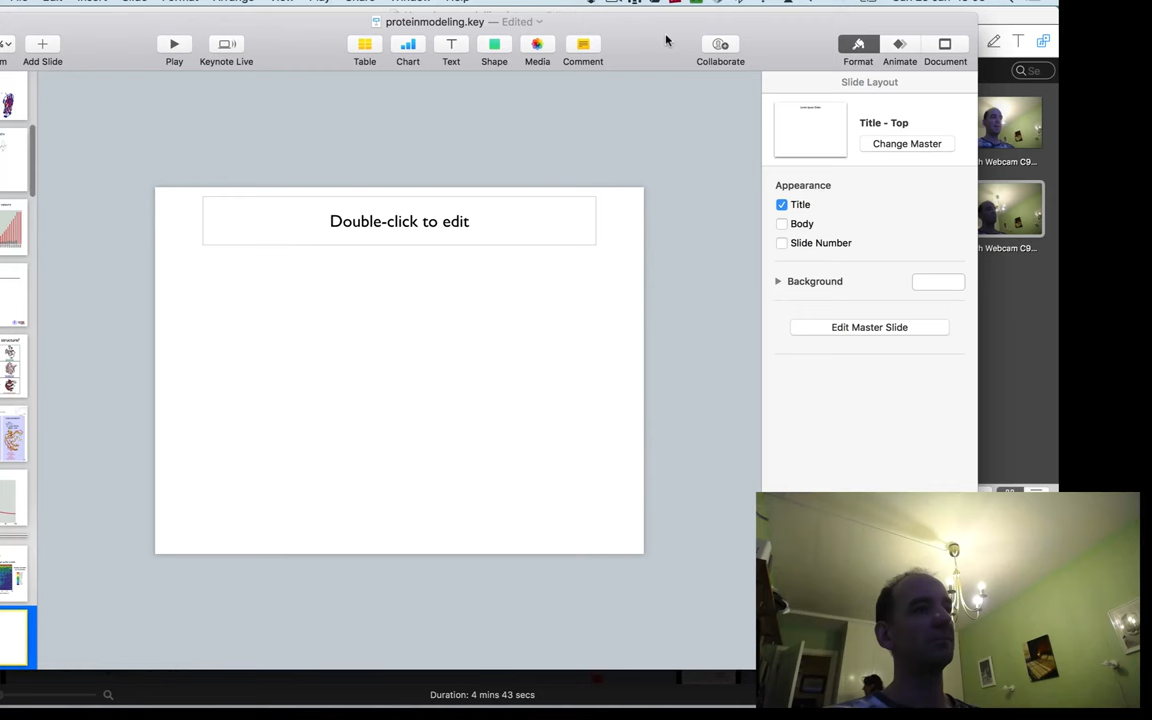 proteinmodeling.key — Edited
Add Slide
Play
Keynote Live
Table
Chart
Text
Shape
Media
Comment
Collaborate
Format
Animate
Document
Slide Layout
Title - Top
Change Master
Appearance
Title
Body
Slide Number
Background
Edit Master Slide
Double-click to edit
Se
h Webcam C9...
h Webcam C9...
structure
Duration: 4 mins 43 secs